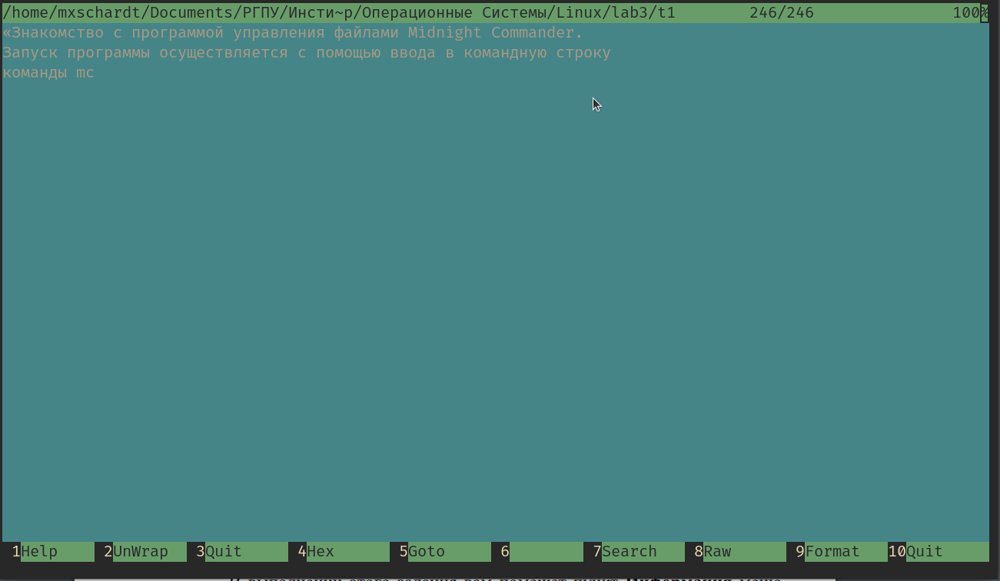 /home/mxschardt/Documents/РГПУ/Инсти~р/Операционные Системы/Linux/lab3/t1 246/246 100%
«Знакомство с программой управления файлами Midnight Commander.
Запуск программы осуществляется с помощью ввода в командную строку
команды mc
1Help 2UnWrap 3Quit 4Hex 5Goto 6 7Search 8Raw 9Format 10Quit